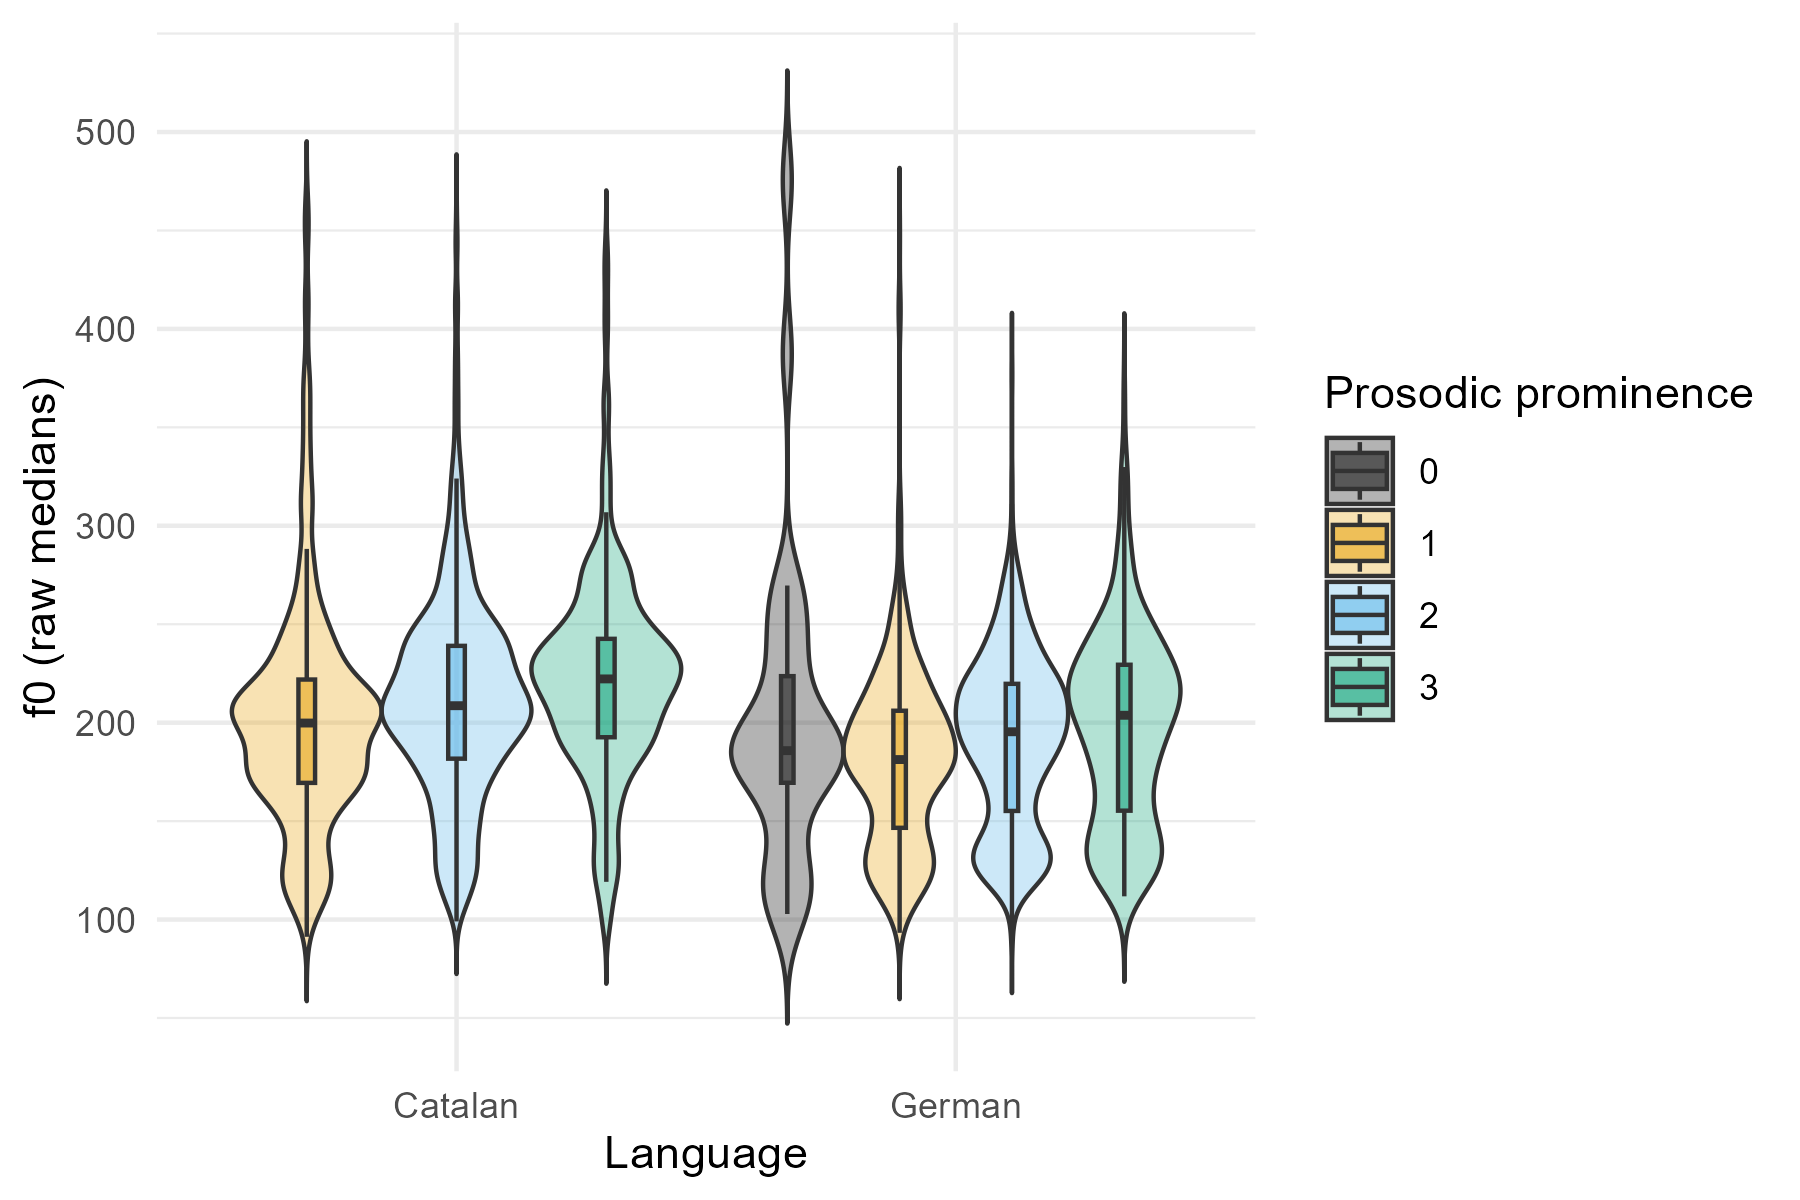 f0 (raw medians)
500
400
300
200
100
Catalan
German
Language
Prosodic prominence
0
1
2
3